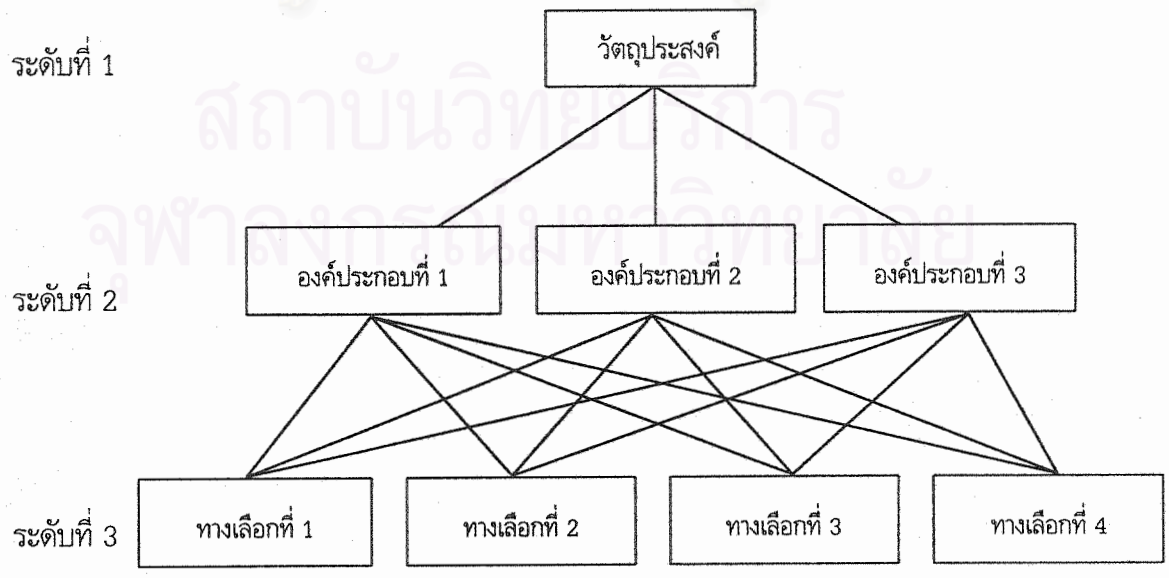 ระดับที่ 1
วัตถุประสงค์
สถาบันวิทยบริการ
จุฬาลงกรณ์มหาวิทยาลัย
ระดับที่ 2
องค์ประกอบที่ 1
องค์ประกอบที่ 2
องค์ประกอบที่ 3
ระดับที่ 3
ทางเลือกที่ 1
ทางเลือกที่ 2
ทางเลือกที่ 3
ทางเลือกที่ 4